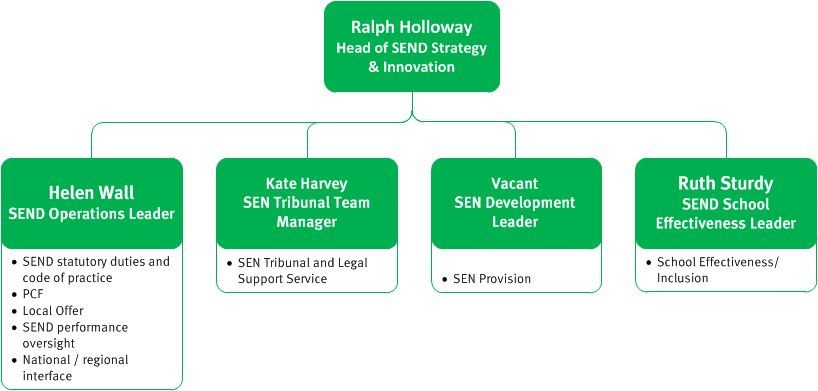 Ralph Holloway
Head of SEND Strategy
& Innovation
Helen Wall
SEND Operations Leader
• SEND statutory duties and
code of practice
• PCF
• Local Offer
• SEND performance
oversight
• National / regional
interface
Kate Harvey
SEN Tribunal Team
Manager
• SEN Tribunal and Legal
Support Service
Vacant
SEN Development
Leader
• SEN Provision
Ruth Sturdy
SEND School
Effectiveness Leader
• School Effectiveness/
Inclusion